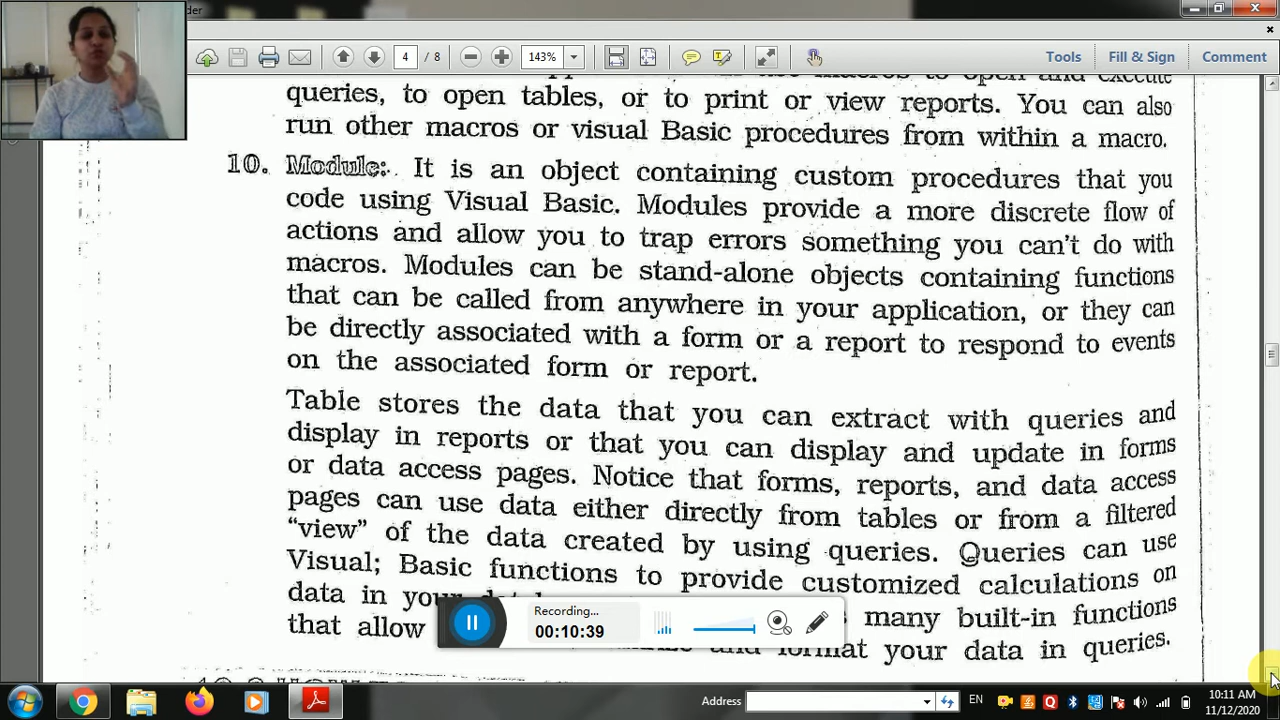 der
4 / 8
143%
Tools
Fill & Sign
Comment
to open and execute
queries, to open tables, or to print or view reports. You can also
run other macros or visual Basic procedures from within a macro.
10. Module:. It is an object containing custom procedures that you
code using Visual Basic. Modules provide a more discrete flow of
actions and allow you to trap errors something you can't do with
macros. Modules can be stand-alone objects containing functions
that can be called from anywhere in your application, or they can
be directly associated with a form or a report to respond to events
on the associated form or report.
Table stores the data that you can extract with queries and
display in reports or that you can display and update in forms
or data access pages. Notice that forms, reports, and data access
pages can use data either directly from tables or from a filtered
"view" of the data created by using queries. Queries can use
Visual; Basic functions to provide customized calculations on
data in your many built-in functions
that allow and format your data in queries.
Recording...
00:10:39
Address
EN
10:11 AM
11/12/2020